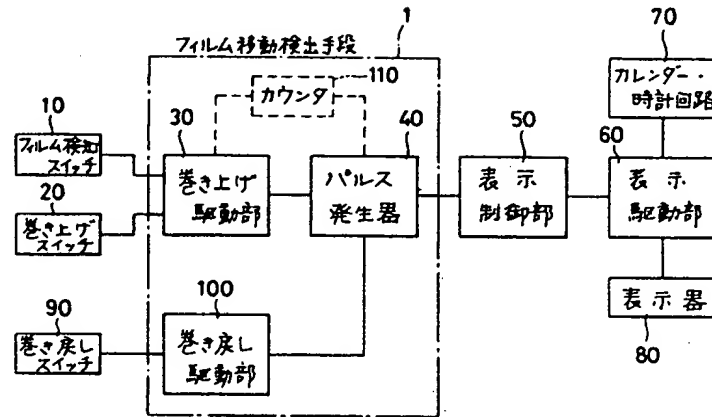 フィルム移動検出手段
1
110
カウンタ
10
フィルム検知
スイッチ
20
巻き上げ
スイッチ
30
巻き上げ
駆動部
40
パルス
発生器
50
表示
制御部
60
表示
駆動部
70
カレンダー・
時計回路
表示器
80
90
巻き戻し
スイッチ
100
巻き戻し
駆動部